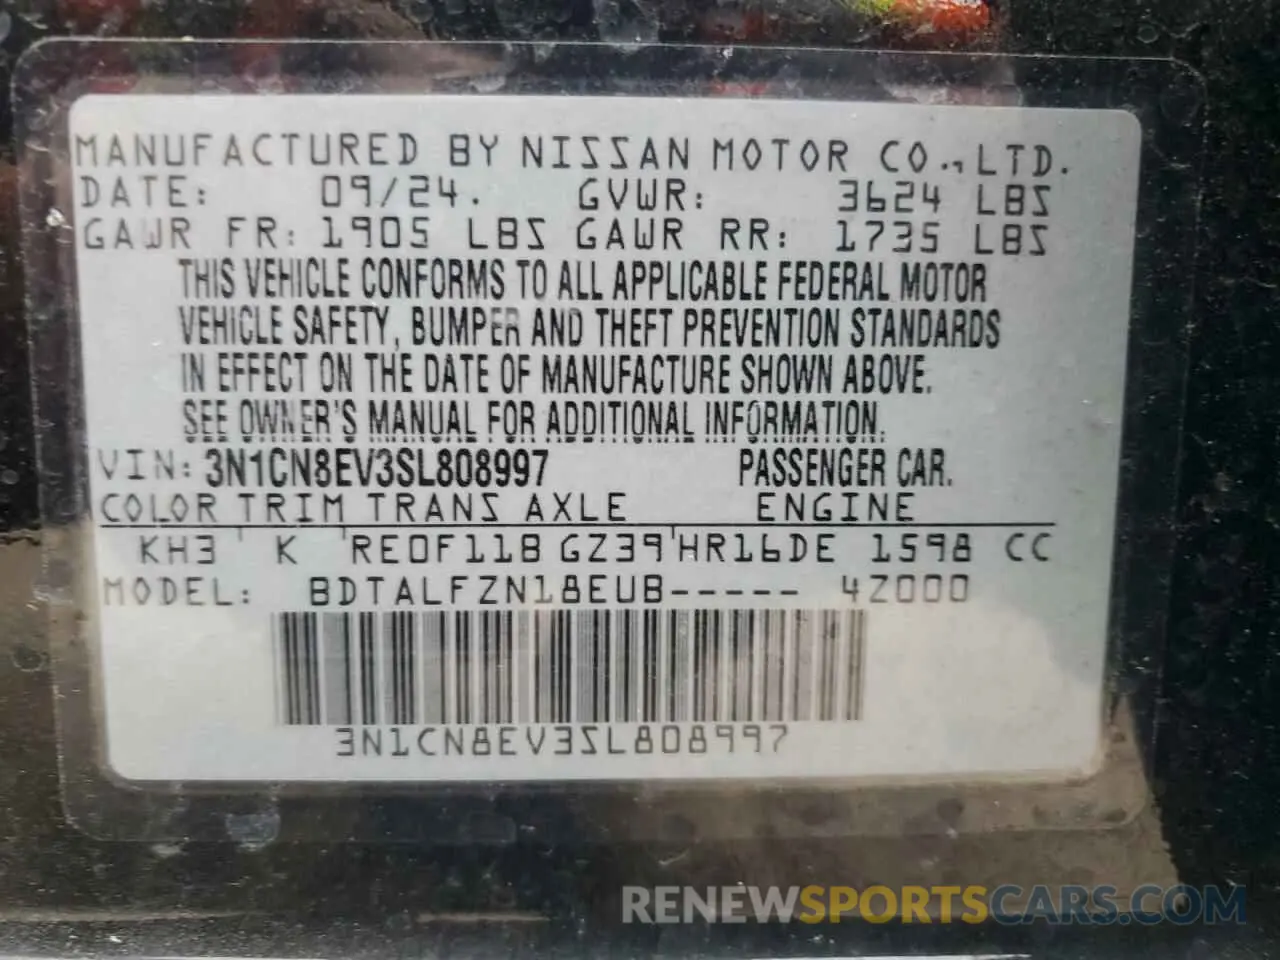 MANUFACTURED BY NISSAN MOTOR CO., LTD.
DATE: 09/24. GVWR: 3624 LBS
GAWR FR: 1905 LBS GAWR RR: 1735 LBS
THIS VEHICLE CONFORMS TO ALL APPLICABLE FEDERAL MOTOR
VEHICLE SAFETY, BUMPER AND THEFT PREVENTION STANDARDS
IN EFFECT ON THE DATE OF MANUFACTURE SHOWN ABOVE.
SEE OWNER'S MANUAL FOR ADDITIONAL INFORMATION.
VIN: 3N1CN8EV3SL808997 PASSENGER CAR.
COLOR TRIM TRANS AXLE ENGINE
KH3 K RE0F11B GZ39 HR16DE 1598 CC
MODEL: BDTALFZN18EUB----- 4Z000
3N1CN8EV3SL808997
RENEWSPORTSCARS.COM